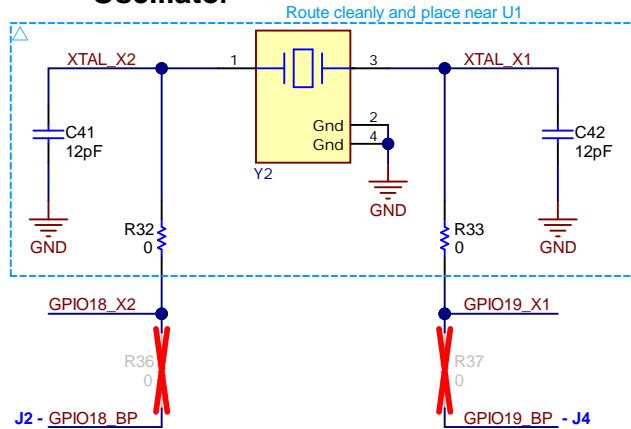 Oscillator
Route cleanly and place near U1
XTAL_X2
1
3
XTAL_X1
C41
12pF
Gnd
2
Gnd
4
C42
12pF
Y2
GND
GND
GND
R32
0
R33
0
GPIO18_X2
GPIO19_X1
R36
0
R37
0
J2 - GPIO18_BP
GPIO19_BP - J4